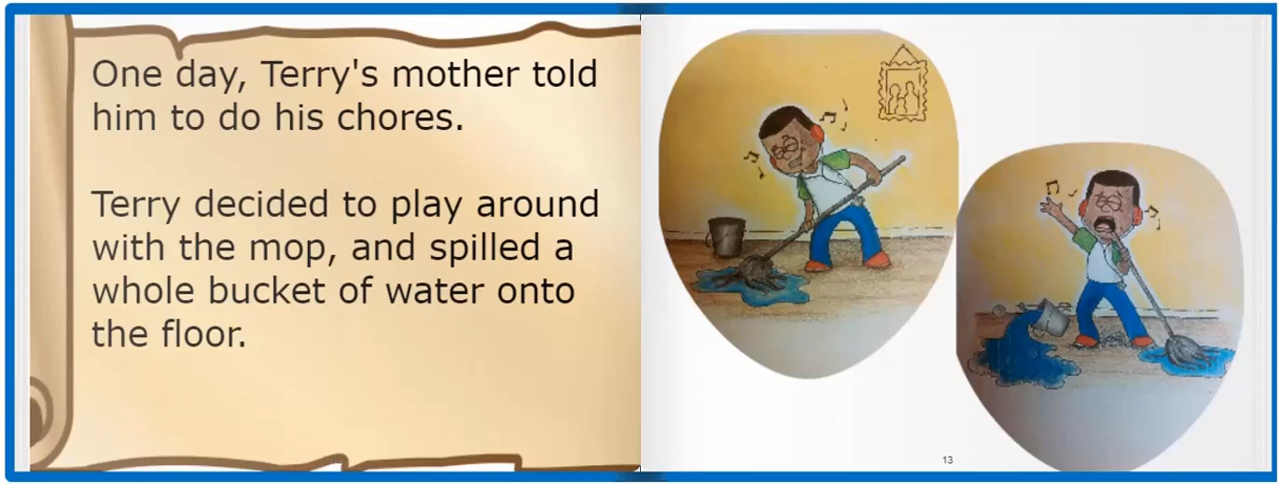 One day, Terry's mother told
him to do his chores.
Terry decided to play around
with the mop, and spilled a
whole bucket of water onto
the floor.
13